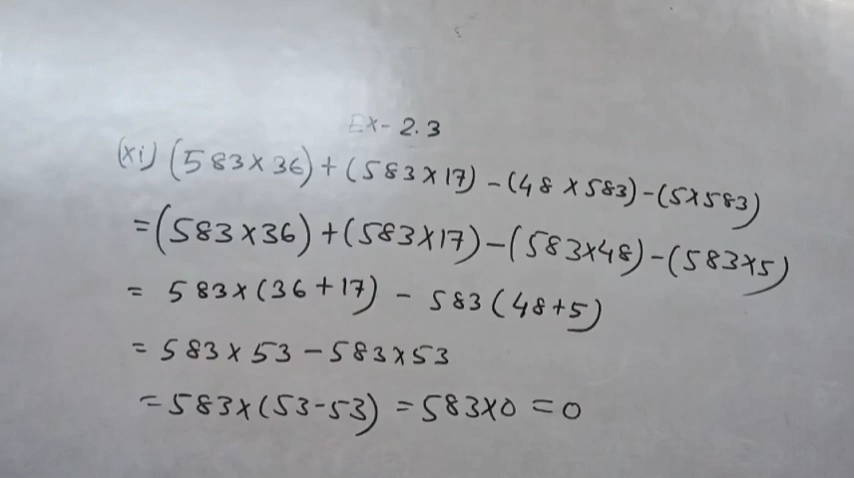 Ex- 2.3
(xi) (583×36)+(583×17)-(48×583)-(5×583)
=(583×36)+(583×17)-(583×48)-(583×5)
= 583×(36+17) - 583(48+5)
= 583×53-583×53
=583×(53-53) =583×0 =0